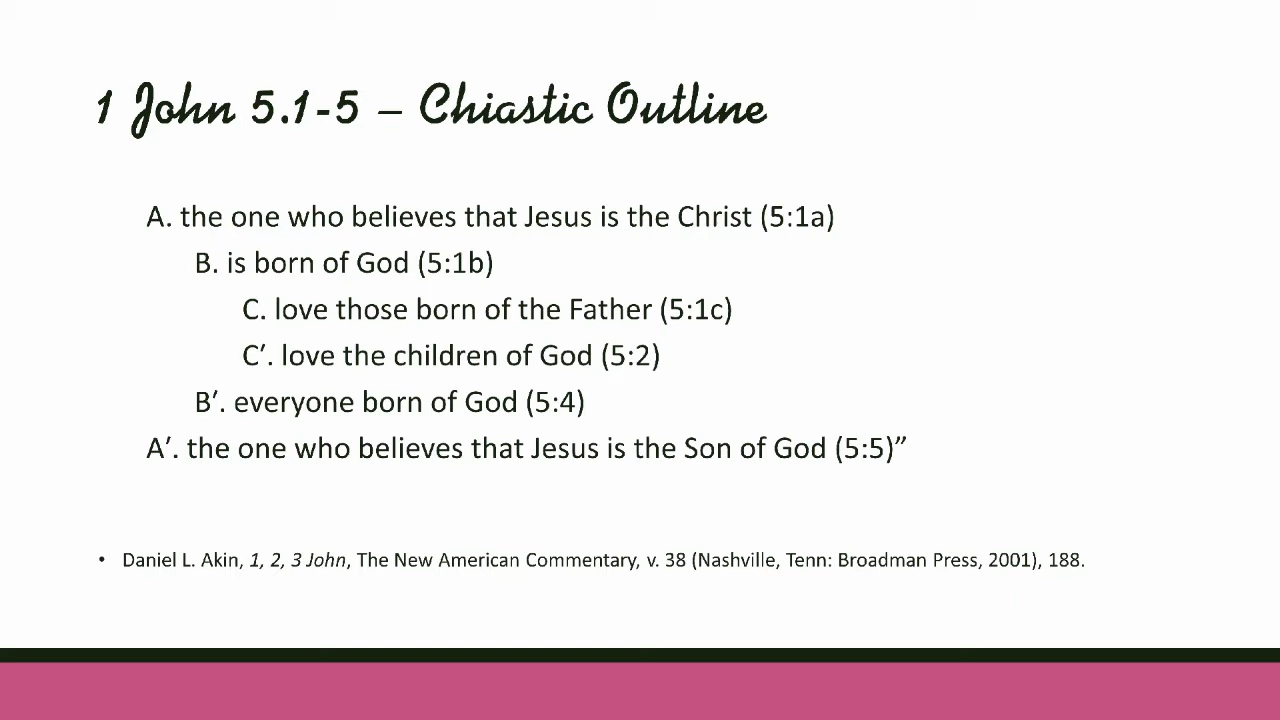 1 John 5.1-5 – Chiastic Outline
A. the one who believes that Jesus is the Christ (5:1a)
B. is born of God (5:1b)
C. love those born of the Father (5:1c)
C′. love the children of God (5:2)
B′. everyone born of God (5:4)
A′. the one who believes that Jesus is the Son of God (5:5)”
• Daniel L. Akin, 1, 2, 3 John, The New American Commentary, v. 38 (Nashville, Tenn: Broadman Press, 2001), 188.